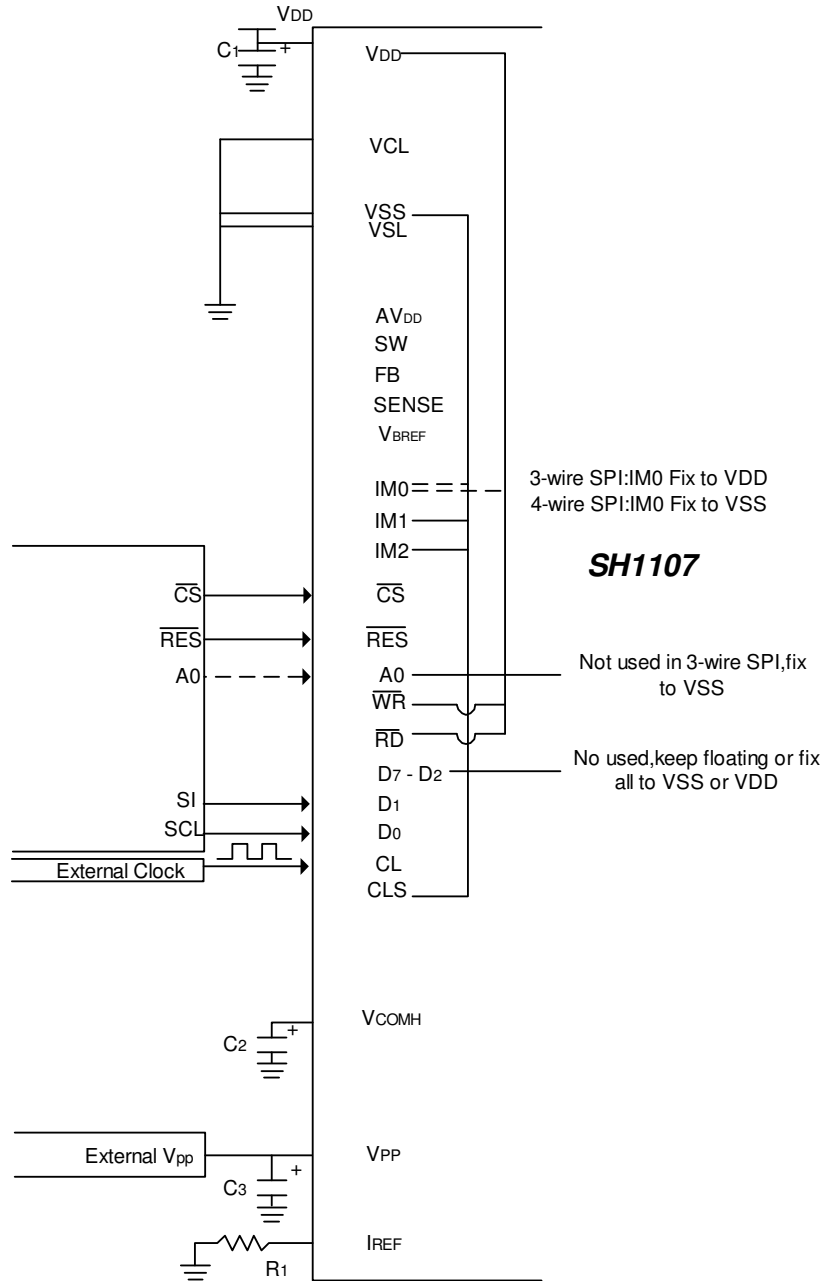 VDD
C1
+
VDD
VCL
VSS
VSL
AVDD
SW
FB
SENSE
VBREF
IM0
3-wire SPI:IM0 Fix to VDD
4-wire SPI:IM0 Fix to VSS
IM1
IM2
SH1107
CS
CS
RES
RES
A0
A0
Not used in 3-wire SPI,fix
to VSS
WR
RD
D7 - D2
No used,keep floating or fix
all to VSS or VDD
SI
D1
SCL
D0
External Clock
CL
CLS
VCOMH
C2
+
External Vpp
VPP
C3
+
IREF
R1